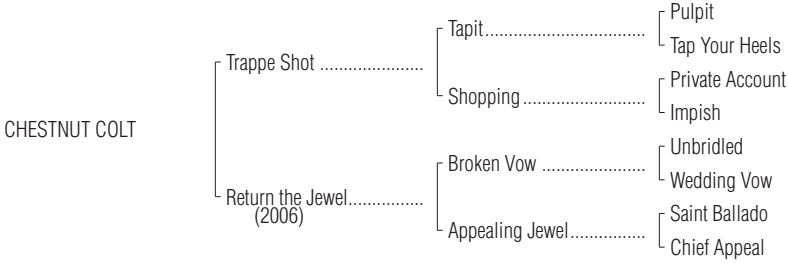 Pulpit
Tapit..................................
Tap Your Heels
Trappe Shot ......................
Private Account
Shopping..........................
Impish
CHESTNUT COLT
Unbridled
Broken Vow ......................
Wedding Vow
Return the Jewel................
(2006)
Saint Ballado
Appealing Jewel................
Chief Appeal